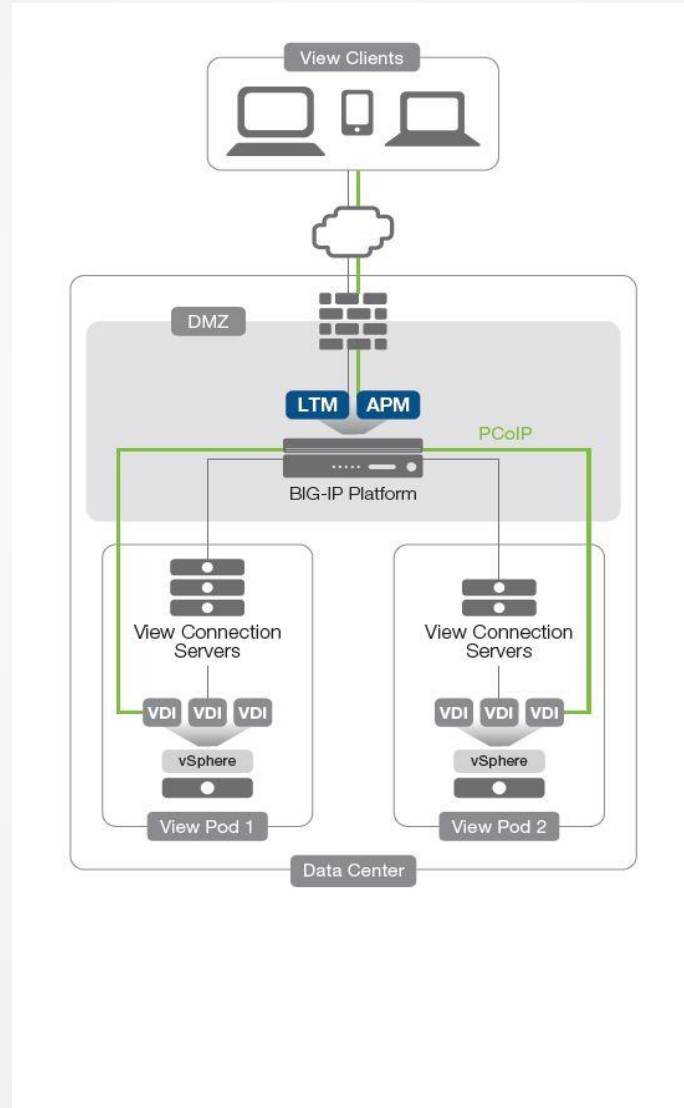 View Clients
DMZ
LTM APM
PCoIP
BIG-IP Platform
View Connection
Servers
VDI VDI VDI
vSphere
View Pod 1
View Connection
Servers
VDI VDI VDI
vSphere
View Pod 2
Data Center